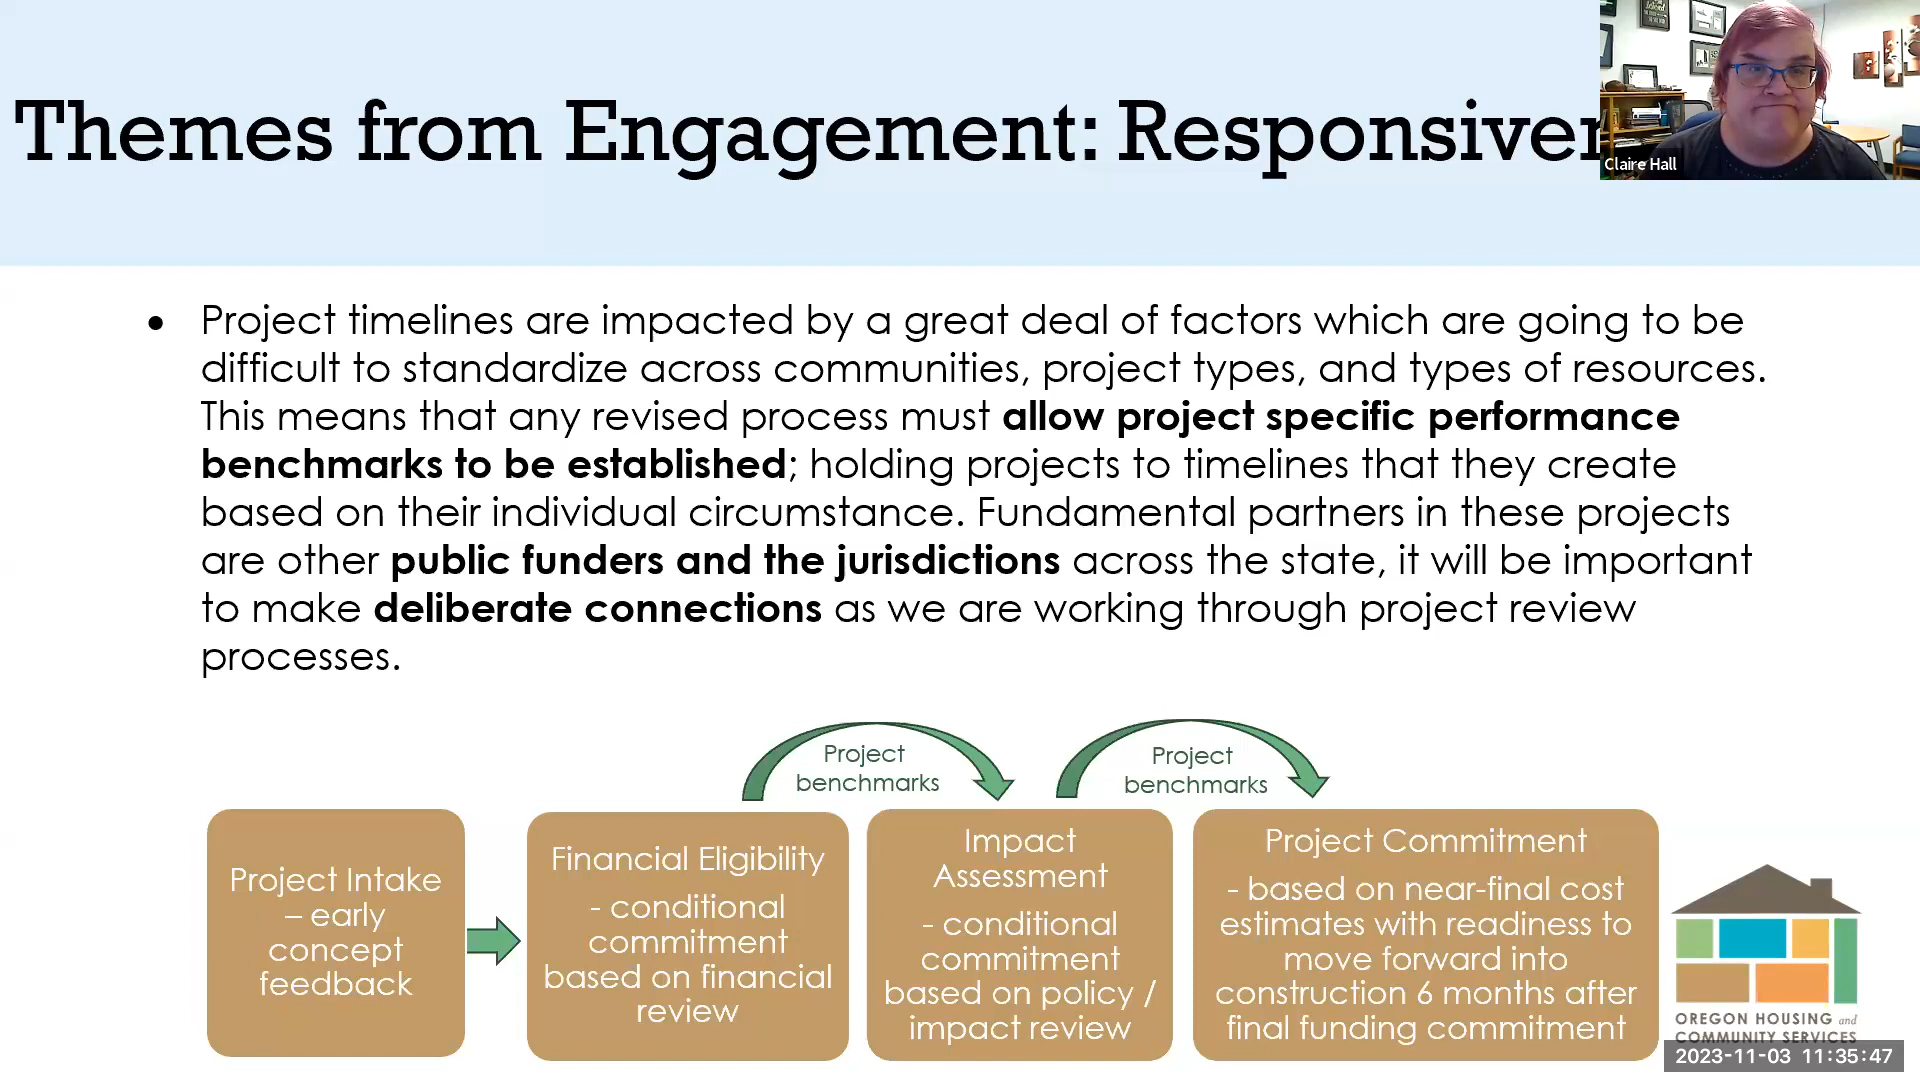 Themes from Engagement: Responsiven
Claire Hall
• Project timelines are impacted by a great deal of factors which are going to be
difficult to standardize across communities, project types, and types of resources.
This means that any revised process must allow project specific performance
benchmarks to be established; holding projects to timelines that they create
based on their individual circumstance. Fundamental partners in these projects
are other public funders and the jurisdictions across the state, it will be important
to make deliberate connections as we are working through project review
processes.
Project
benchmarks
Project
benchmarks
Project Intake
– early
concept
feedback
Financial Eligibility
- conditional
commitment
based on financial
review
Impact
Assessment
- conditional
commitment
based on policy /
impact review
Project Commitment
- based on near-final cost
estimates with readiness to
move forward into
construction 6 months after
final funding commitment
OREGON HOUSING and
COMMUNITY SERVICES
2023-11-03 11:35:47